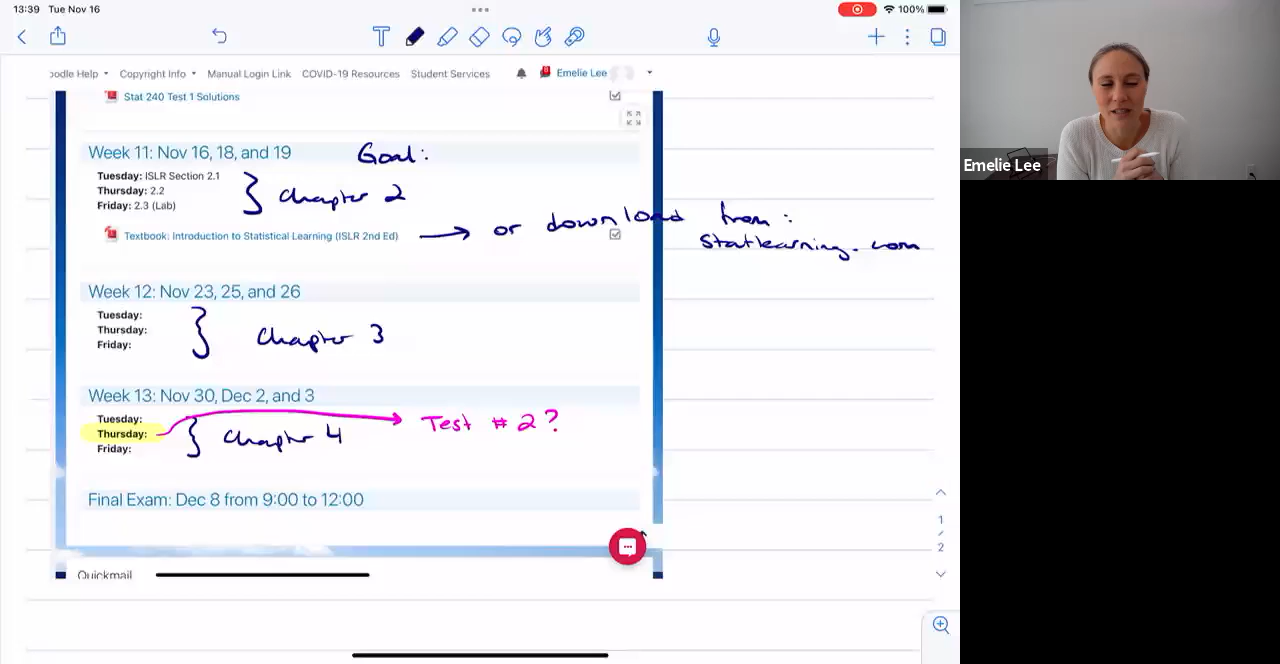 13:39 Tue Nov 16
100%
oodle Help Copyright Info Manual Login Link COVID-19 Resources Student Services Emelie Lee
Stat 240 Test 1 Solutions
Week 11: Nov 16, 18, and 19 Goal:
Tuesday: ISLR Section 2.1
Thursday: 2.2
Friday: 2.3 (Lab)
Chapter 2
Textbook: Introduction to Statistical Learning (ISLR 2nd Ed) or download from:
statlearning.com
Week 12: Nov 23, 25, and 26
Tuesday:
Thursday:
Friday:
Chapter 3
Week 13: Nov 30, Dec 2, and 3
Tuesday:
Thursday:
Friday:
Chapter 4
Test # 2?
Final Exam: Dec 8 from 9:00 to 12:00
Quickmail
1
/
2
Emelie Lee